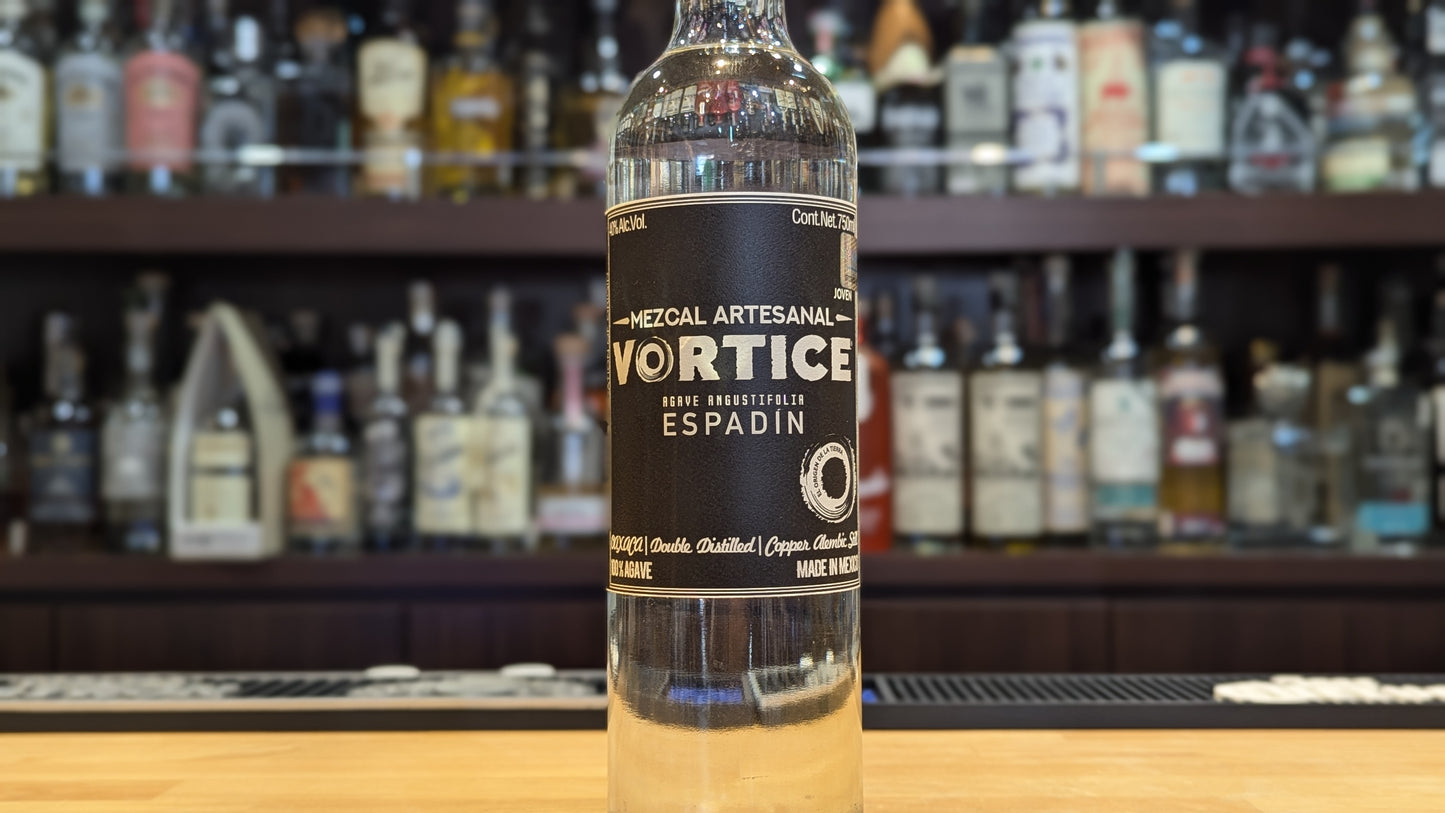 40% Alc.Vol.
Cont.Net.750ml
JOVEN
MEZCAL ARTESANAL
VORTICE
AGAVE ANGUSTIFOLIA
ESPADÍN
EL ORIGEN DE LA TIERRA
OAXACA | Double Distilled | Copper Alembic Still
100% AGAVE
MADE IN MEXICO